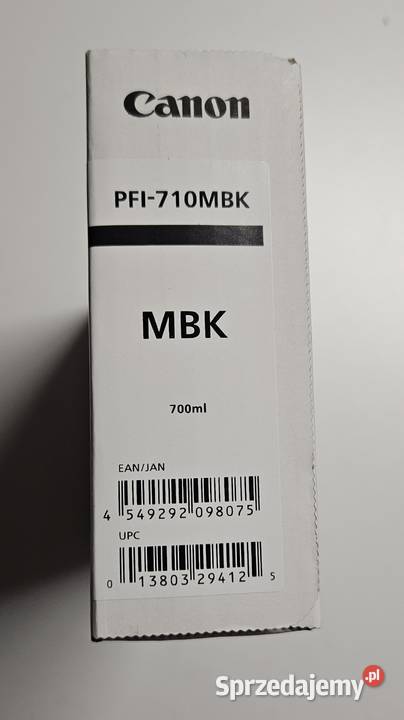 Canon
PFI-710MBK
MBK
700ml
EAN/JAN
4 549292 098075
UPC
0 13803 29412 5
Sprzedajemy.pl